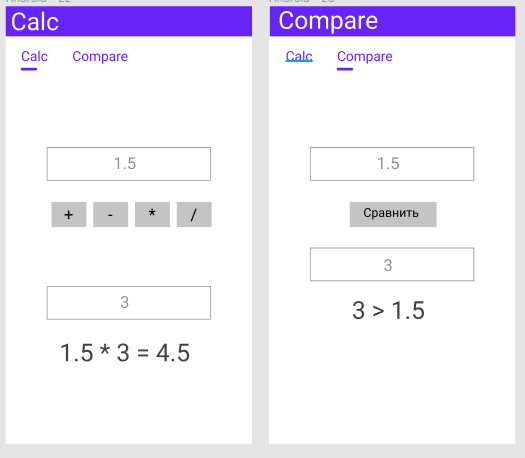 Calc
Calc Compare
1.5
+ - * /
3
1.5 * 3 = 4.5
Compare
Calc Compare
1.5
Сравнить
3
3 > 1.5